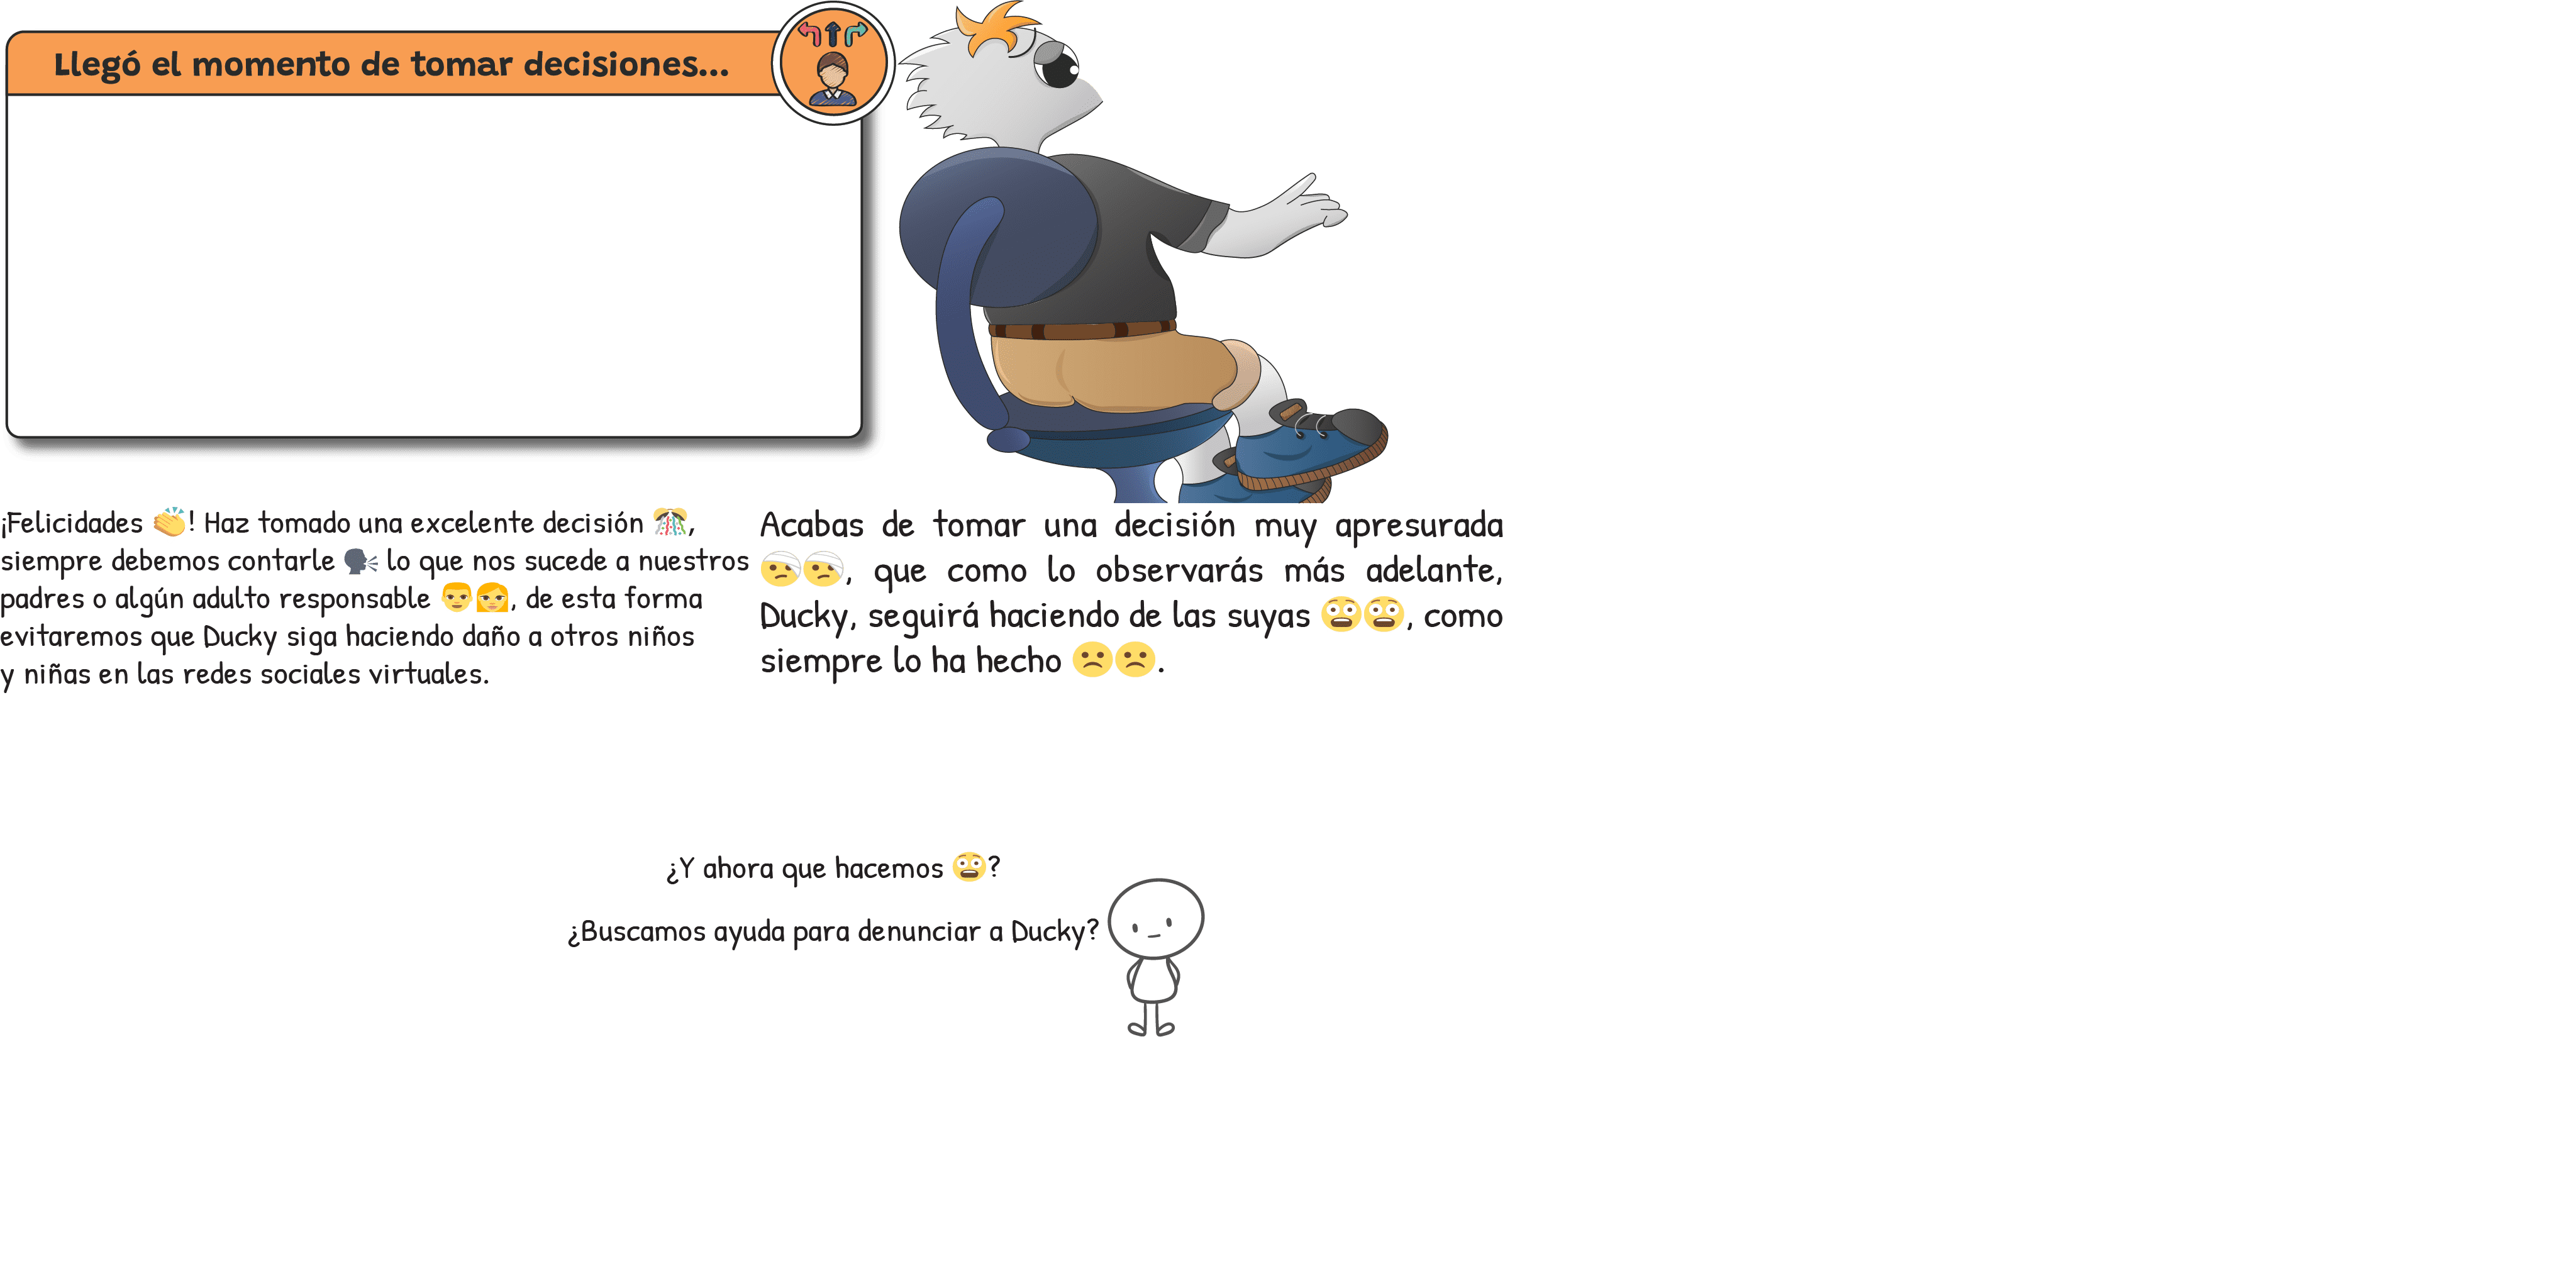 Llegó el momento de tomar decisiones...
¡Felicidades 👏! Haz tomado una excelente decisión 🎊,
siempre debemos contarle 🗣 lo que nos sucede a nuestros
padres o algún adulto responsable 👨👩, de esta forma
evitaremos que Ducky siga haciendo daño a otros niños
y niñas en las redes sociales virtuales.
Acabas de tomar una decisión muy apresurada
🤕🤕, que como lo observarás más adelante,
Ducky, seguirá haciendo de las suyas 😨😨, como
siempre lo ha hecho 🙁🙁.
¿Y ahora que hacemos 😨?
¿Buscamos ayuda para denunciar a Ducky?